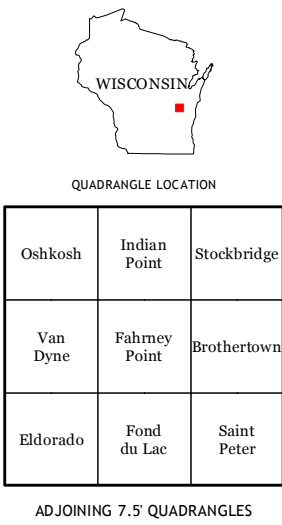 WISCONSIN
QUADRANGLE LOCATION
Oshkosh
Indian
Point
Stockbridge
Van
Dyne
Fahrney
Point
Brothertown
Eldorado
Fond
du Lac
Saint
Peter
ADJOINING 7.5' QUADRANGLES